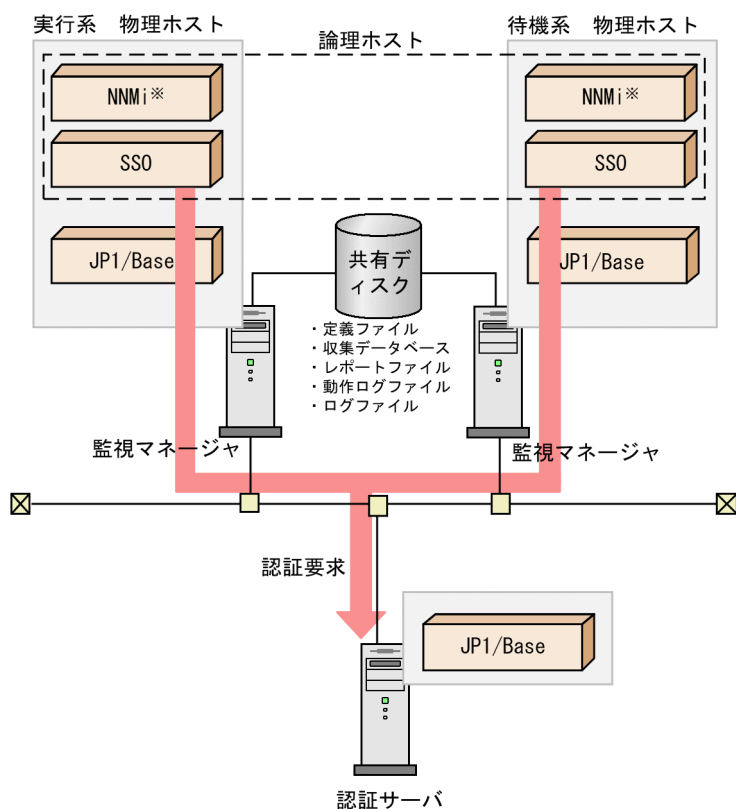 実行系 物理ホスト
待機系 物理ホスト
論理ホスト
NNMi※
NNMi※
SSO
SSO
JP1/Base
JP1/Base
共有ディ
スク
・定義ファイル
・収集データベース
・レポートファイル
・動作ログファイル
・ログファイル
監視マネージャ
監視マネージャ
認証要求
JP1/Base
認証サーバ